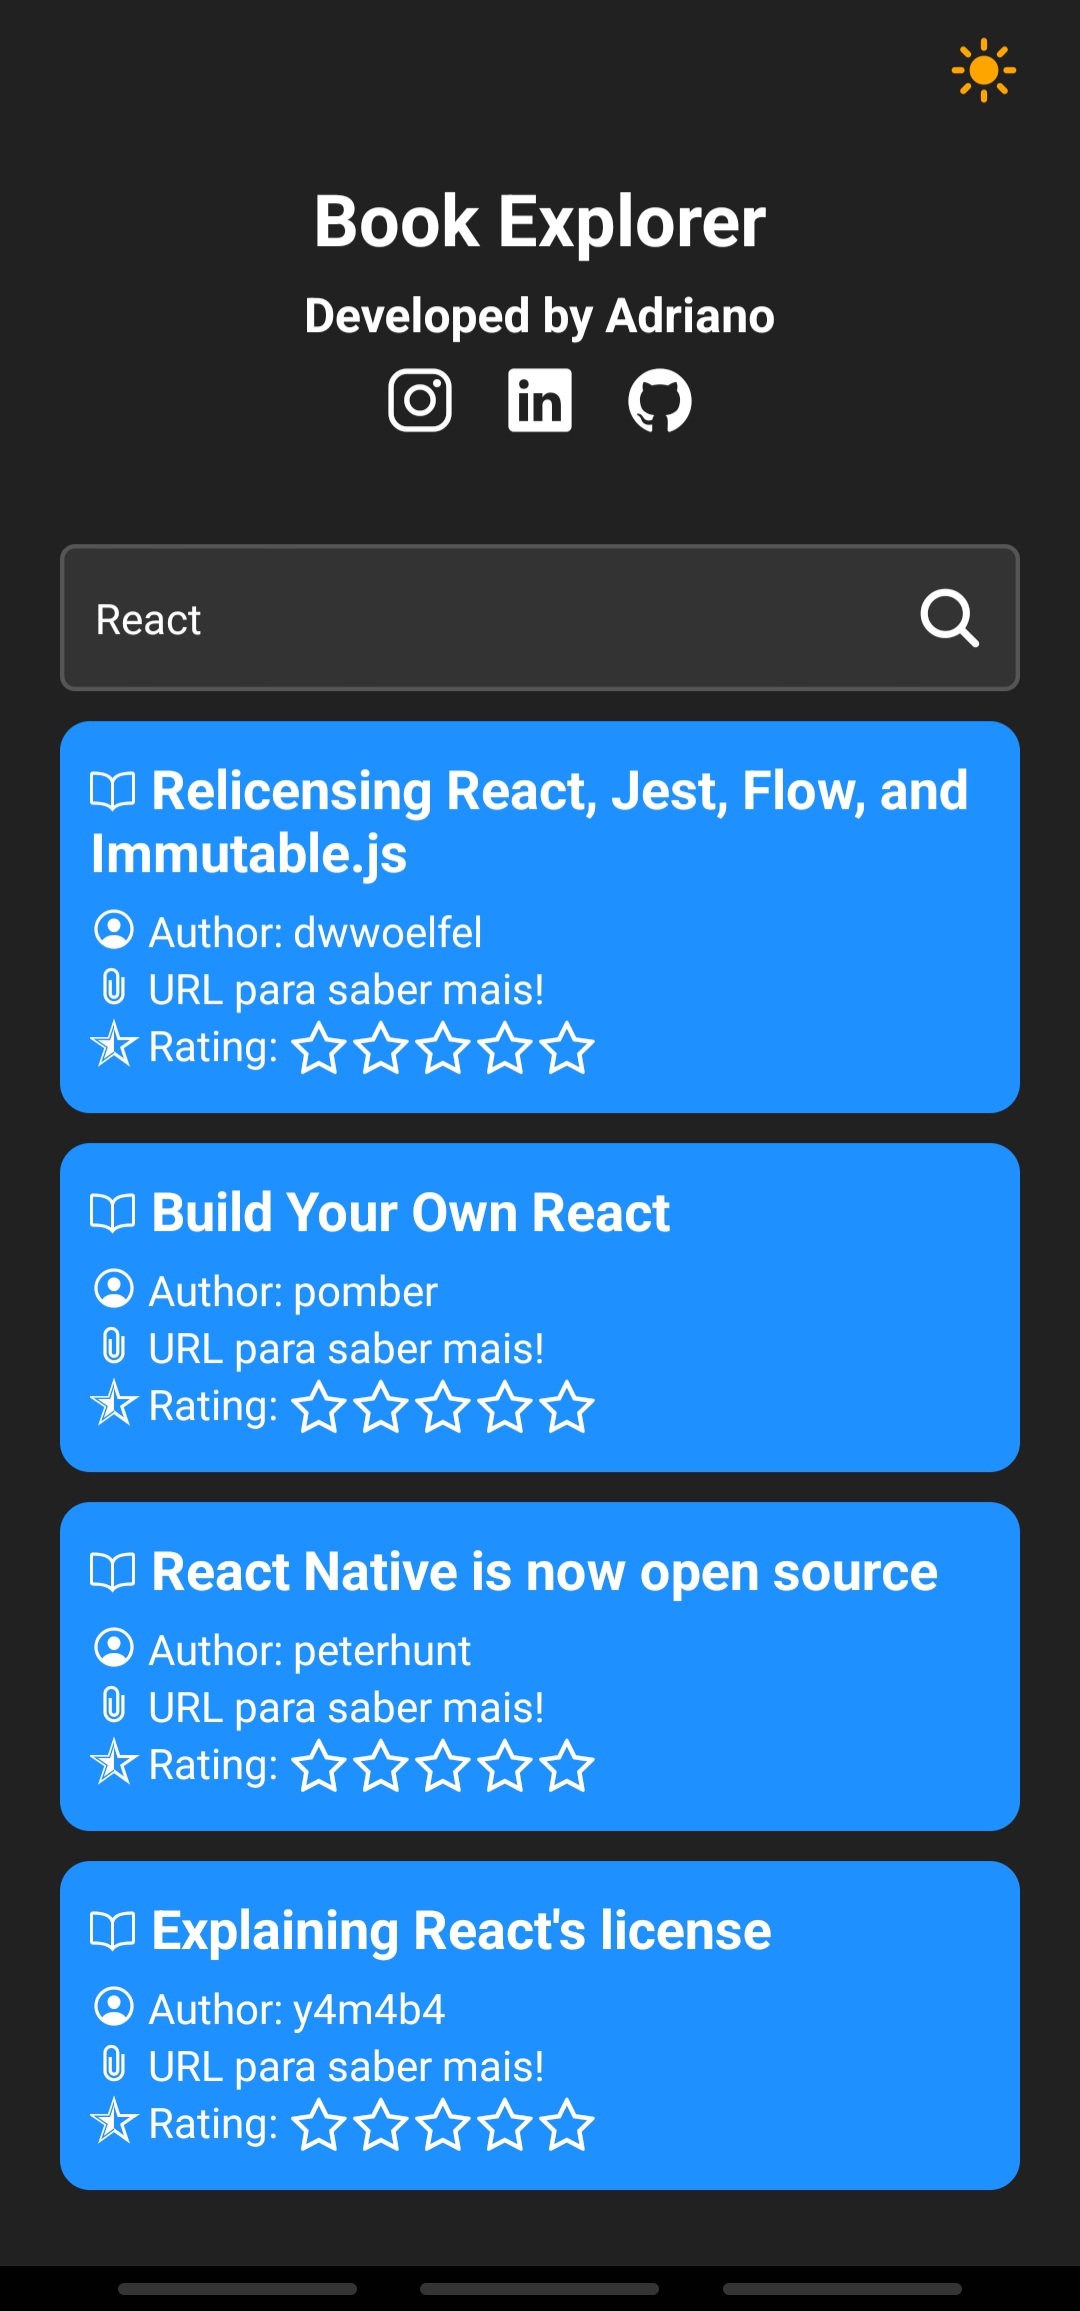 Book Explorer
Developed by Adriano
React
Relicensing React, Jest, Flow, and
Immutable.js
Author: dwwoelfel
URL para saber mais!
Rating:
Build Your Own React
Author: pomber
URL para saber mais!
Rating:
React Native is now open source
Author: peterhunt
URL para saber mais!
Rating:
Explaining React's license
Author: y4m4b4
URL para saber mais!
Rating: